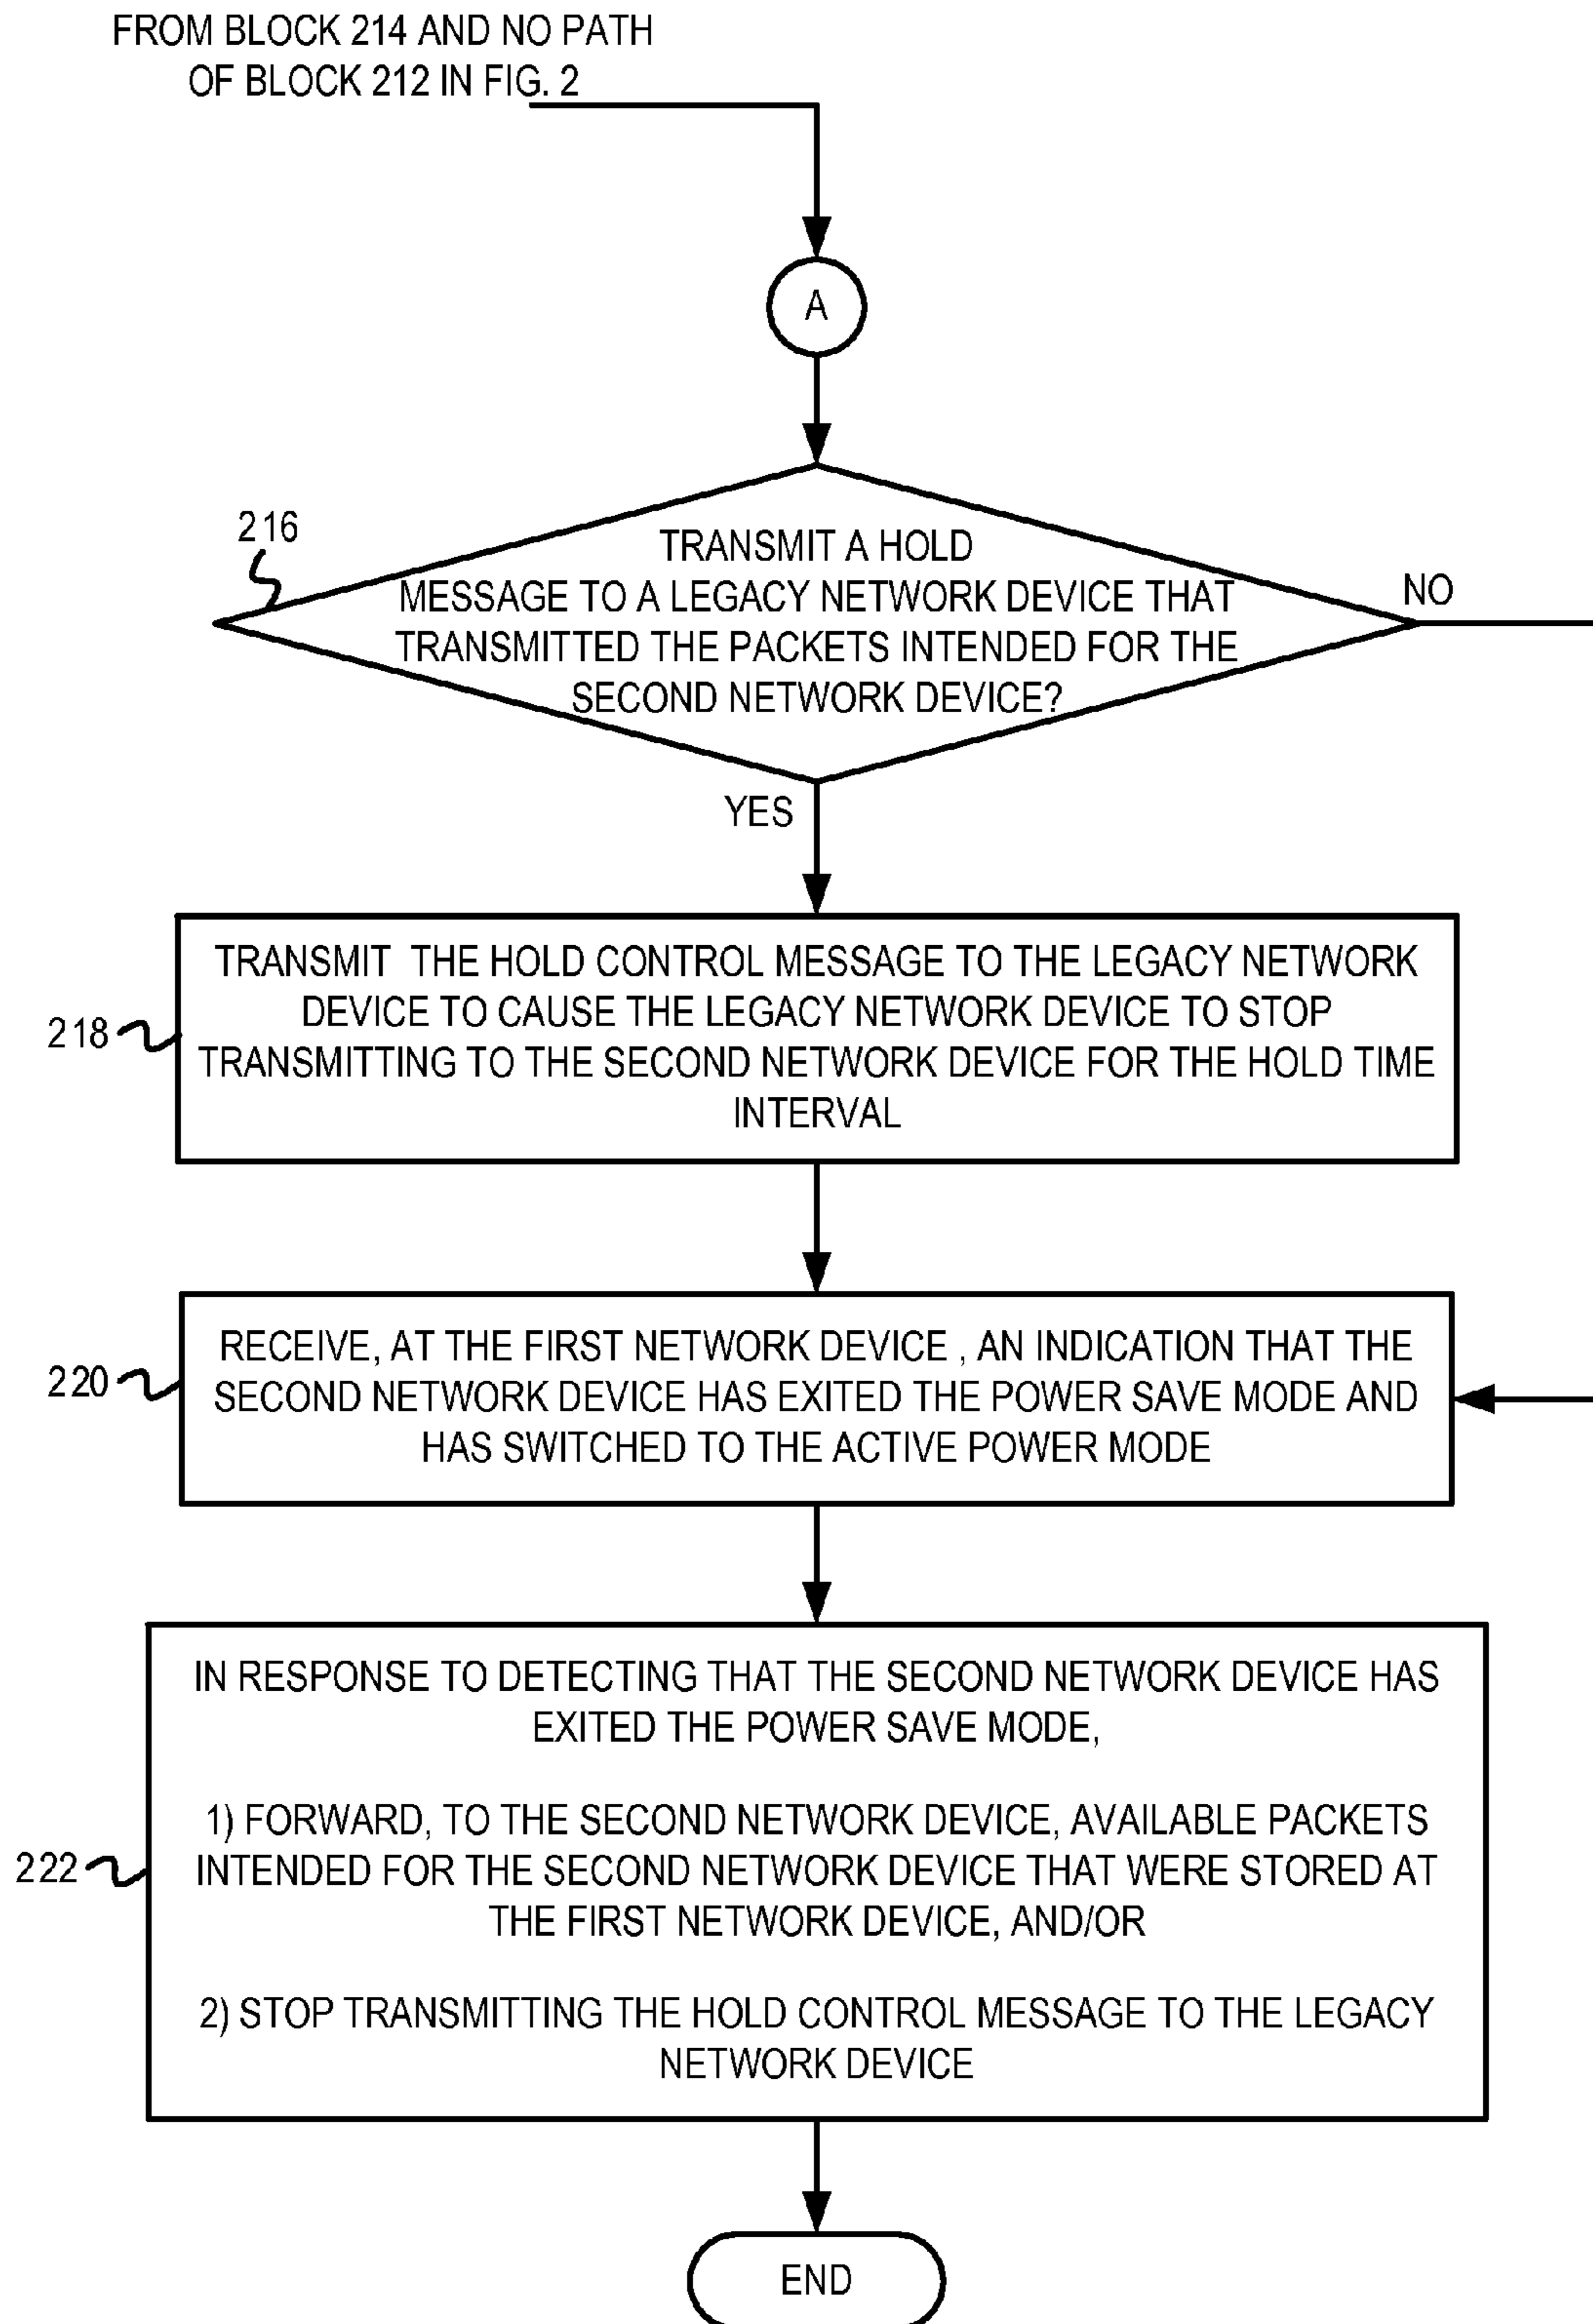 FROM BLOCK 214 AND NO PATH
OF BLOCK 212 IN FIG. 2
A
216
TRANSMIT A HOLD
MESSAGE TO A LEGACY NETWORK DEVICE THAT
TRANSMITTED THE PACKETS INTENDED FOR THE
SECOND NETWORK DEVICE?
NO
YES
218
TRANSMIT THE HOLD CONTROL MESSAGE TO THE LEGACY NETWORK
DEVICE TO CAUSE THE LEGACY NETWORK DEVICE TO STOP
TRANSMITTING TO THE SECOND NETWORK DEVICE FOR THE HOLD TIME
INTERVAL
220
RECEIVE, AT THE FIRST NETWORK DEVICE , AN INDICATION THAT THE
SECOND NETWORK DEVICE HAS EXITED THE POWER SAVE MODE AND
HAS SWITCHED TO THE ACTIVE POWER MODE
222
IN RESPONSE TO DETECTING THAT THE SECOND NETWORK DEVICE HAS
EXITED THE POWER SAVE MODE,
1) FORWARD, TO THE SECOND NETWORK DEVICE, AVAILABLE PACKETS
INTENDED FOR THE SECOND NETWORK DEVICE THAT WERE STORED AT
THE FIRST NETWORK DEVICE, AND/OR
2) STOP TRANSMITTING THE HOLD CONTROL MESSAGE TO THE LEGACY
NETWORK DEVICE
END